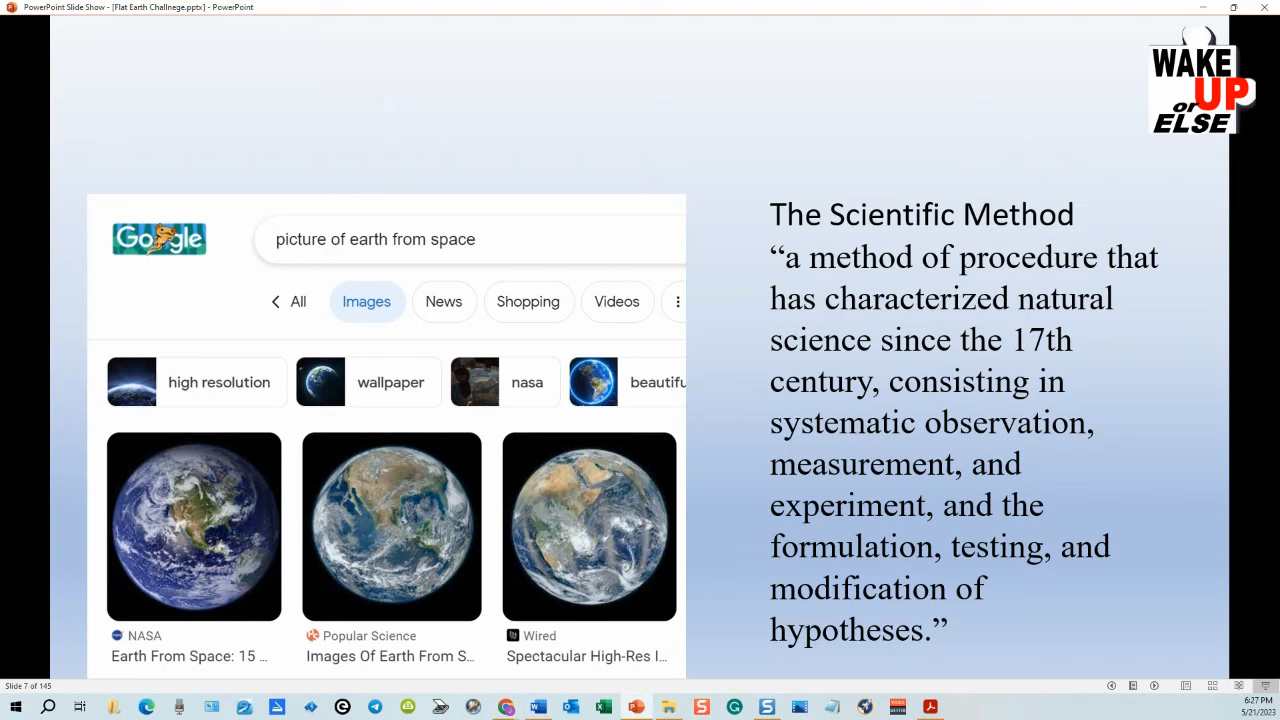 PowerPoint Slide Show - [Flat Earth Challnege.pptx] - PowerPoint
WAKE
UP
or
ELSE
Google
picture of earth from space
All Images News Shopping Videos
high resolution wallpaper nasa beautifu
The Scientific Method
“a method of procedure that
has characterized natural
science since the 17th
century, consisting in
systematic observation,
measurement, and
experiment, and the
formulation, testing, and
modification of
hypotheses.”
NASA
Earth From Space: 15 ...
Popular Science
Images Of Earth From S...
Wired
Spectacular High-Res I...
Slide 7 of 145
6:27 PM
5/21/2023